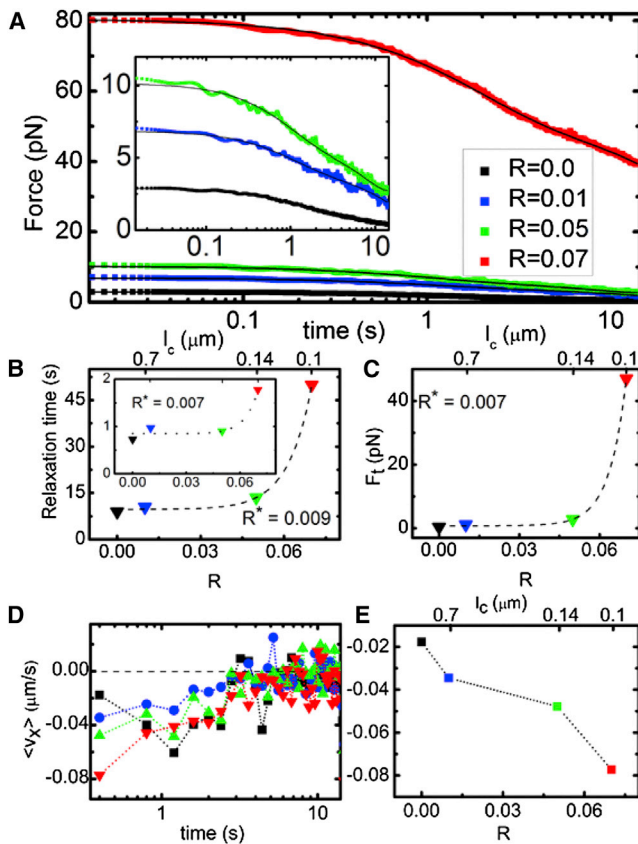 A
Force (pN)
80
60
40
20
0
10
5
0
0.1
1
10
R=0.0
R=0.01
R=0.05
R=0.07
0.1
1
10
time (s)
l_c (μm)
l_c (μm)
B
0.7
0.14
0.1
Relaxation time (s)
45
30
15
0
2
1
0
R* = 0.007
0.00
0.03
0.06
R* = 0.009
0.00
0.03
0.06
R
C
0.7
0.14
0.1
F_t (pN)
40
20
0
R* = 0.007
0.00
0.03
0.06
R
D
<v_X> (μm/s)
0.00
-0.04
-0.08
1
10
time (s)
E
l_c (μm)
0.7
0.14
0.1
-0.02
-0.04
-0.06
-0.08
0.00
0.03
0.06
R